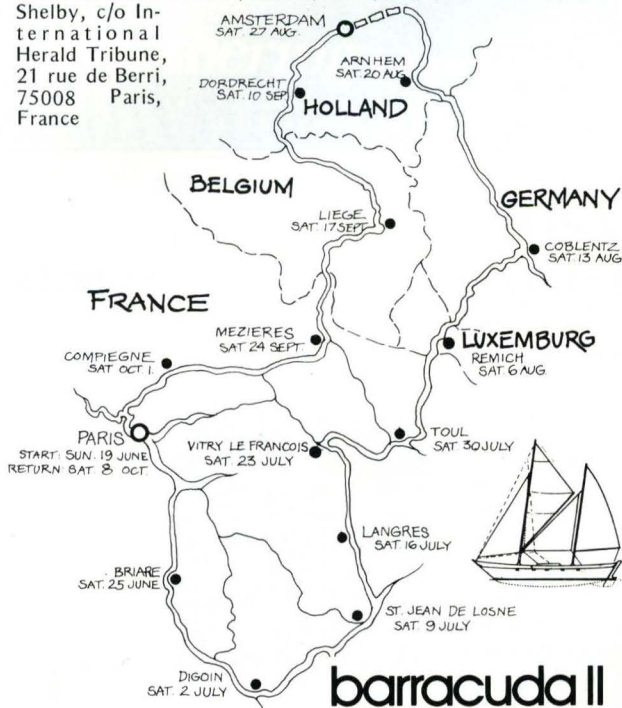 Shelby, c/o In-
ternational
Herald Tribune,
21 rue de Berri,
75008 Paris,
France
AMSTERDAM
SAT. 27 AUG.
ARNHEM
SAT. 20 AUG.
DORDRECHT
SAT. 10 SEP
HOLLAND
BELGIUM
GERMANY
LIEGE
SAT. 17 SEPT
COBLENTZ
SAT. 13 AUG
FRANCE
MEZIERES
SAT 24 SEPT.
LUXEMBURG
REMICH
SAT. 6 AUG.
COMPIEGNE
SAT OCT. 1.
PARIS
START: SUN. 19 JUNE
RETURN: SAT. 8 OCT.
VITRY LE FRANCOIS
SAT. 23 JULY
TOUL
SAT. 30 JULY
LANGRES
SAT. 16 JULY
BRIARE
SAT. 25 JUNE
ST. JEAN DE LOSNE
SAT. 9 JULY
DIGOIN
SAT. 2 JULY
barracuda II